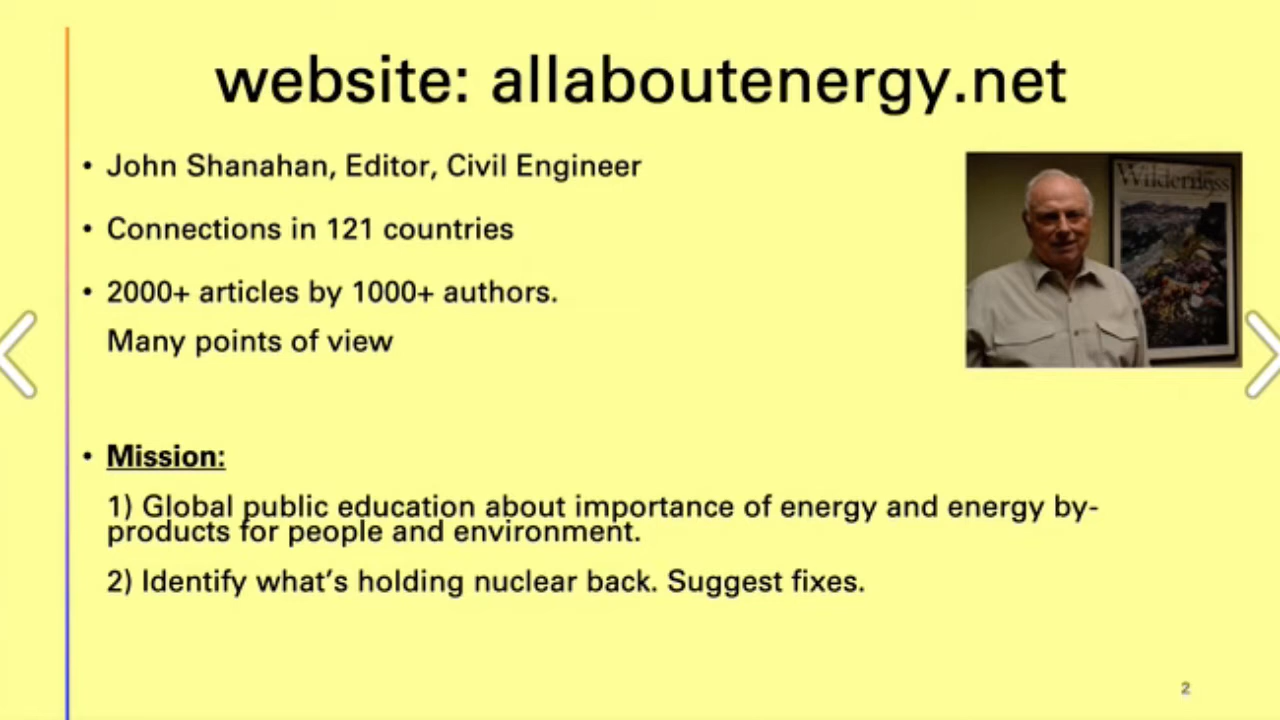 website: allaboutenergy.net
• John Shanahan, Editor, Civil Engineer
• Connections in 121 countries
• 2000+ articles by 1000+ authors.
Many points of view
Wilderness
• Mission:
1) Global public education about importance of energy and energy by-
products for people and environment.
2) Identify what's holding nuclear back. Suggest fixes.
2